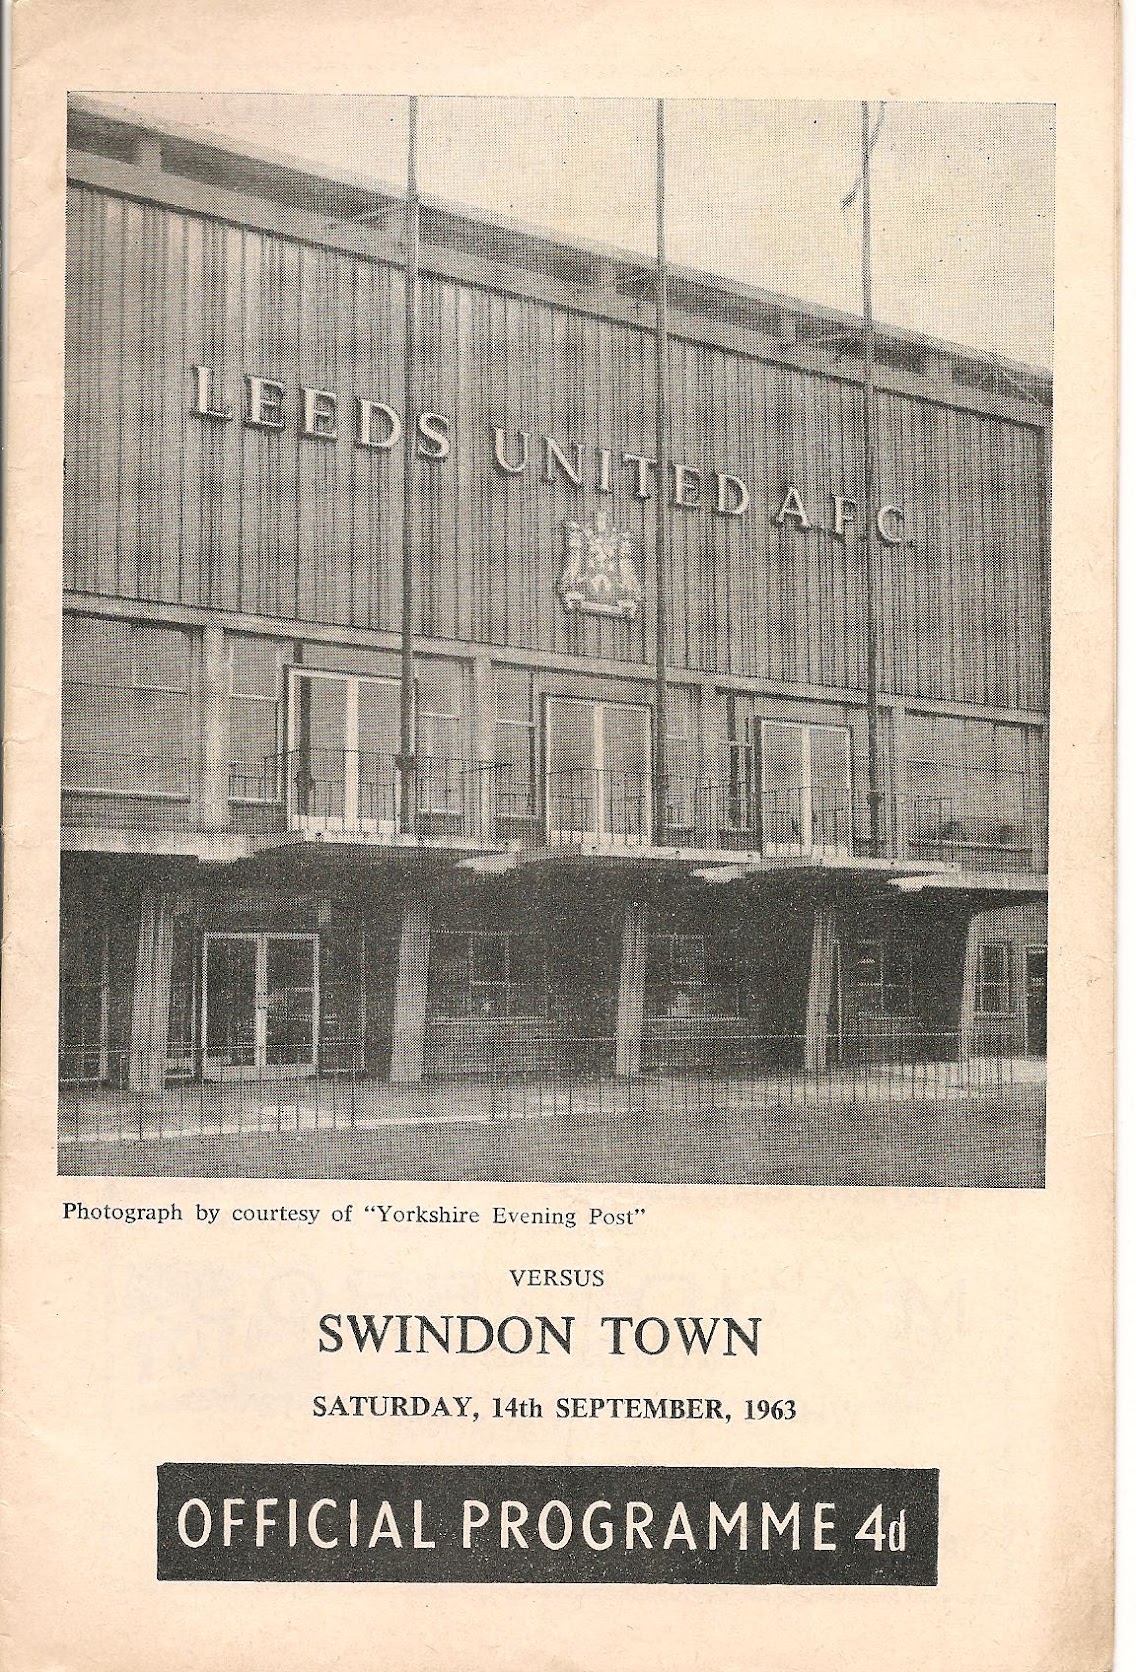 LEEDS UNITED A.F.C.
Photograph by courtesy of "Yorkshire Evening Post"
VERSUS
SWINDON TOWN
SATURDAY, 14th SEPTEMBER, 1963
OFFICIAL PROGRAMME 4d